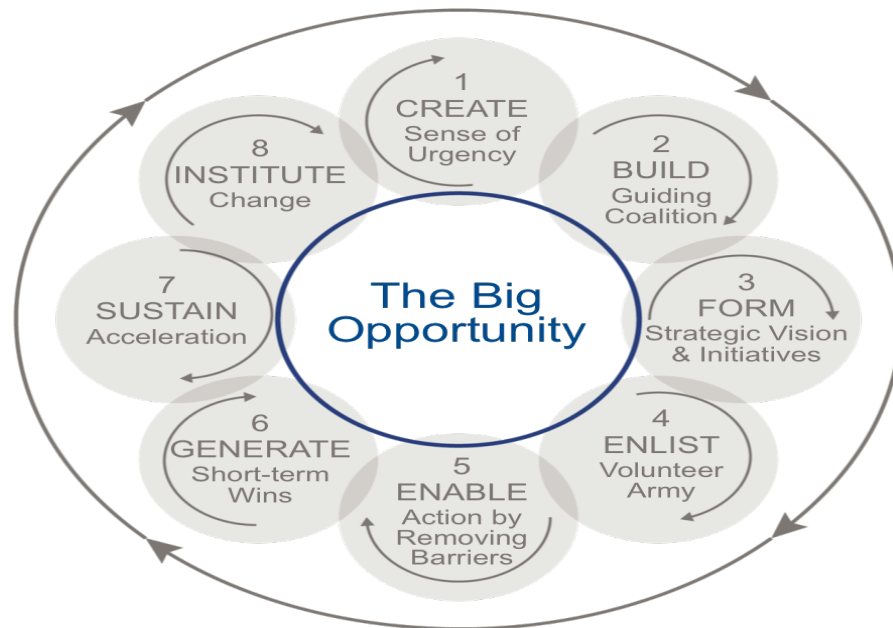 1
CREATE
Sense of
Urgency
2
BUILD
Guiding
Coalition
3
FORM
Strategic Vision
& Initiatives
4
ENLIST
Volunteer
Army
5
ENABLE
Action by
Removing
Barriers
6
GENERATE
Short-term
Wins
7
SUSTAIN
Acceleration
8
INSTITUTE
Change
The Big
Opportunity